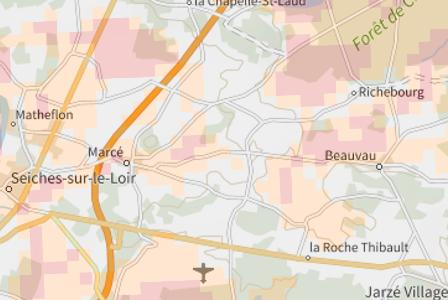 la Chapelle-St-Laud
Forêt de C
Richebourg
Matheflon
Marcé
Beauvau
Seiches-sur-le-Loir
la Roche Thibault
Jarzé Village